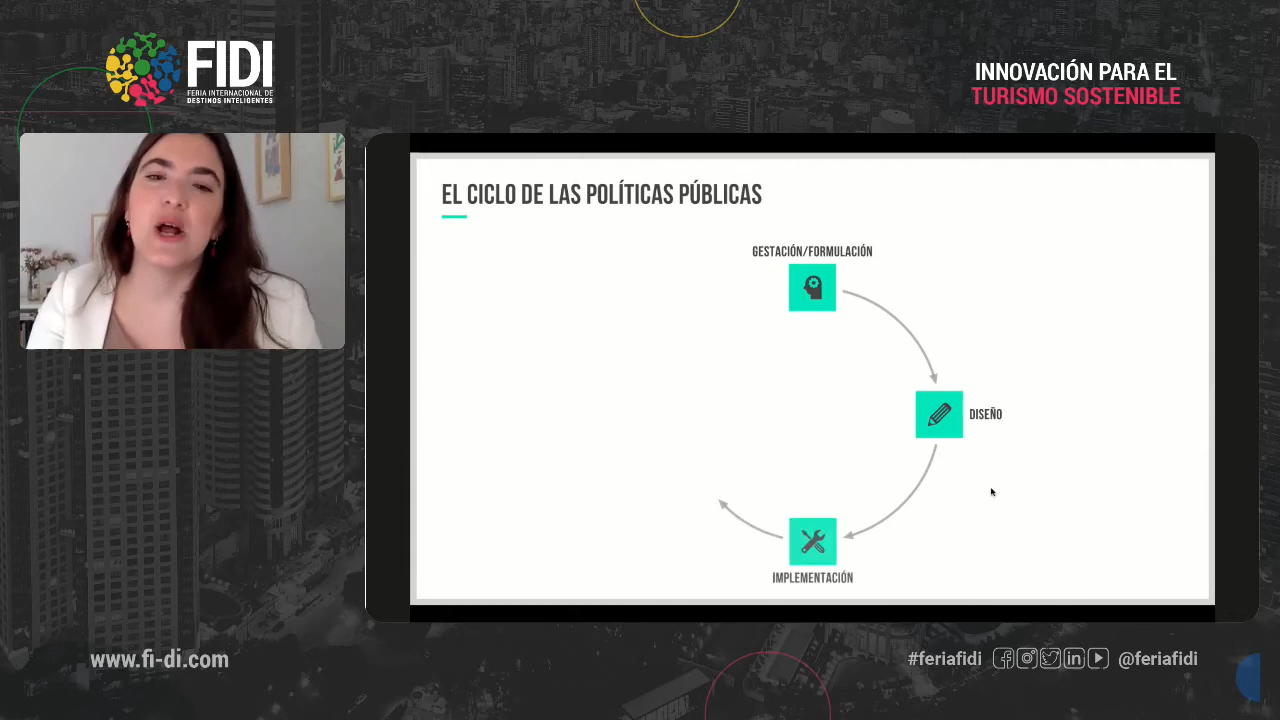 FIDI
FERIA INTERNACIONAL DE
DESTINOS INTELIGENTES
INNOVACIÓN PARA EL
TURISMO SOSTENIBLE
EL CICLO DE LAS POLÍTICAS PÚBLICAS
GESTACIÓN/FORMULACIÓN
DISEÑO
IMPLEMENTACIÓN
www.fi-di.com
#feriafidi
@feriafidi